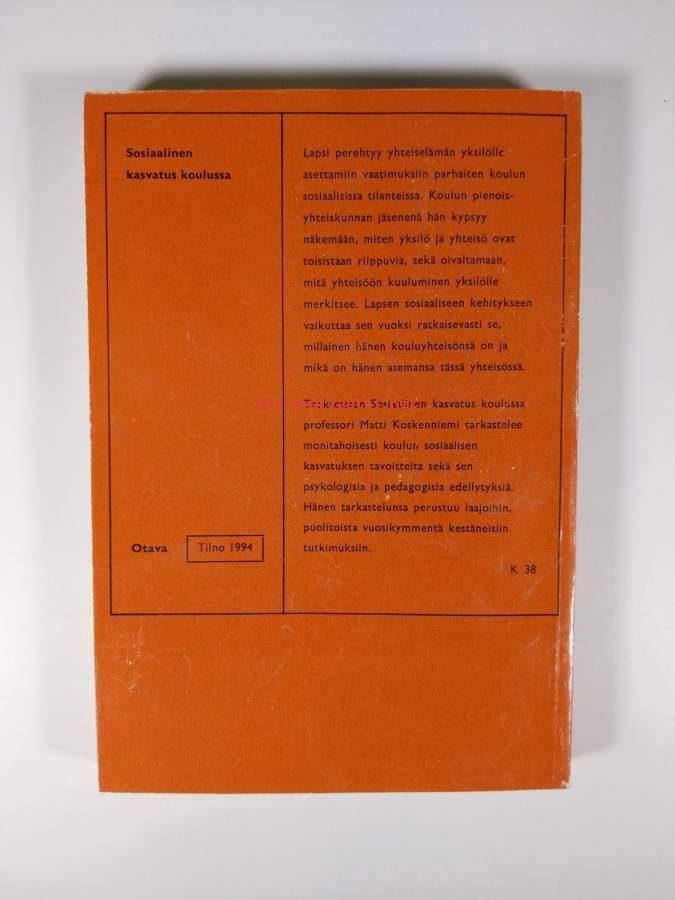 Sosiaalinen
kasvatus koulussa
Lapsi perehtyy yhteiselämän yksilölle
asettamiin vaatimuksiin parhaiten koulun
sosiaalisissa tilanteissa. Koulun pienois-
yhteiskunnan jäsenenä hän kypsyy
näkemään, miten yksilö ja yhteisö ovat
toisistaan riippuvia, sekä oivaltamaan,
mitä yhteisöön kuuluminen yksilölle
merkitsee. Lapsen sosiaaliseen kehitykseen
vaikuttaa sen vuoksi ratkaisevasti se,
millainen hänen kouluyhteisönsä on ja
mikä on hänen asemansa tässä yhteisössä.
Teoksessaan Sosiaalinen kasvatus koulussa
professori Matti Koskenniemi tarkastelee
monitahoisesti koulun sosiaalisen
kasvatuksen tavoitteita sekä sen
psykologisia ja pedagogisia edellytyksiä.
Hänen tarkastelunsa perustuu laajoihin,
puolitoista vuosikymmentä kestäneisiin
tutkimuksiin.
K 38
Otava
Tilno 1994